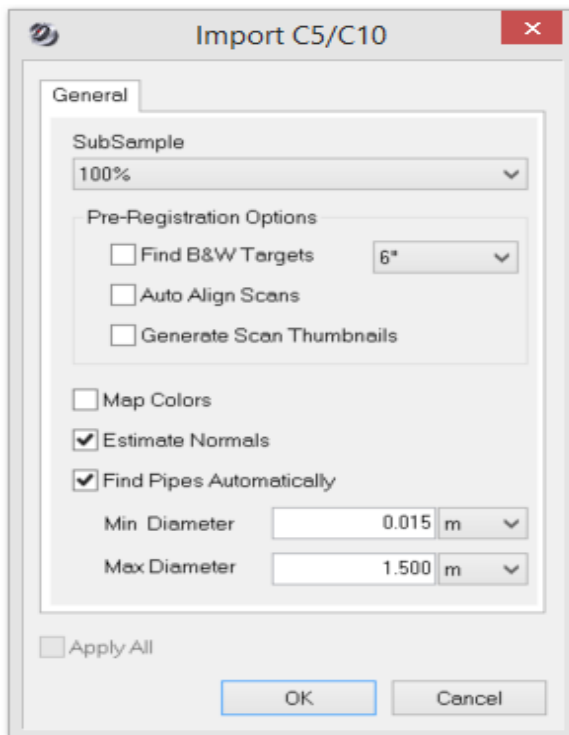 Import C5/C10
General
SubSample
100%
Pre-Registration Options
Find B&W Targets 6"
Auto Align Scans
Generate Scan Thumbnails
Map Colors
Estimate Normals
Find Pipes Automatically
Min Diameter 0.015 m
Max Diameter 1.500 m
Apply All
OK Cancel